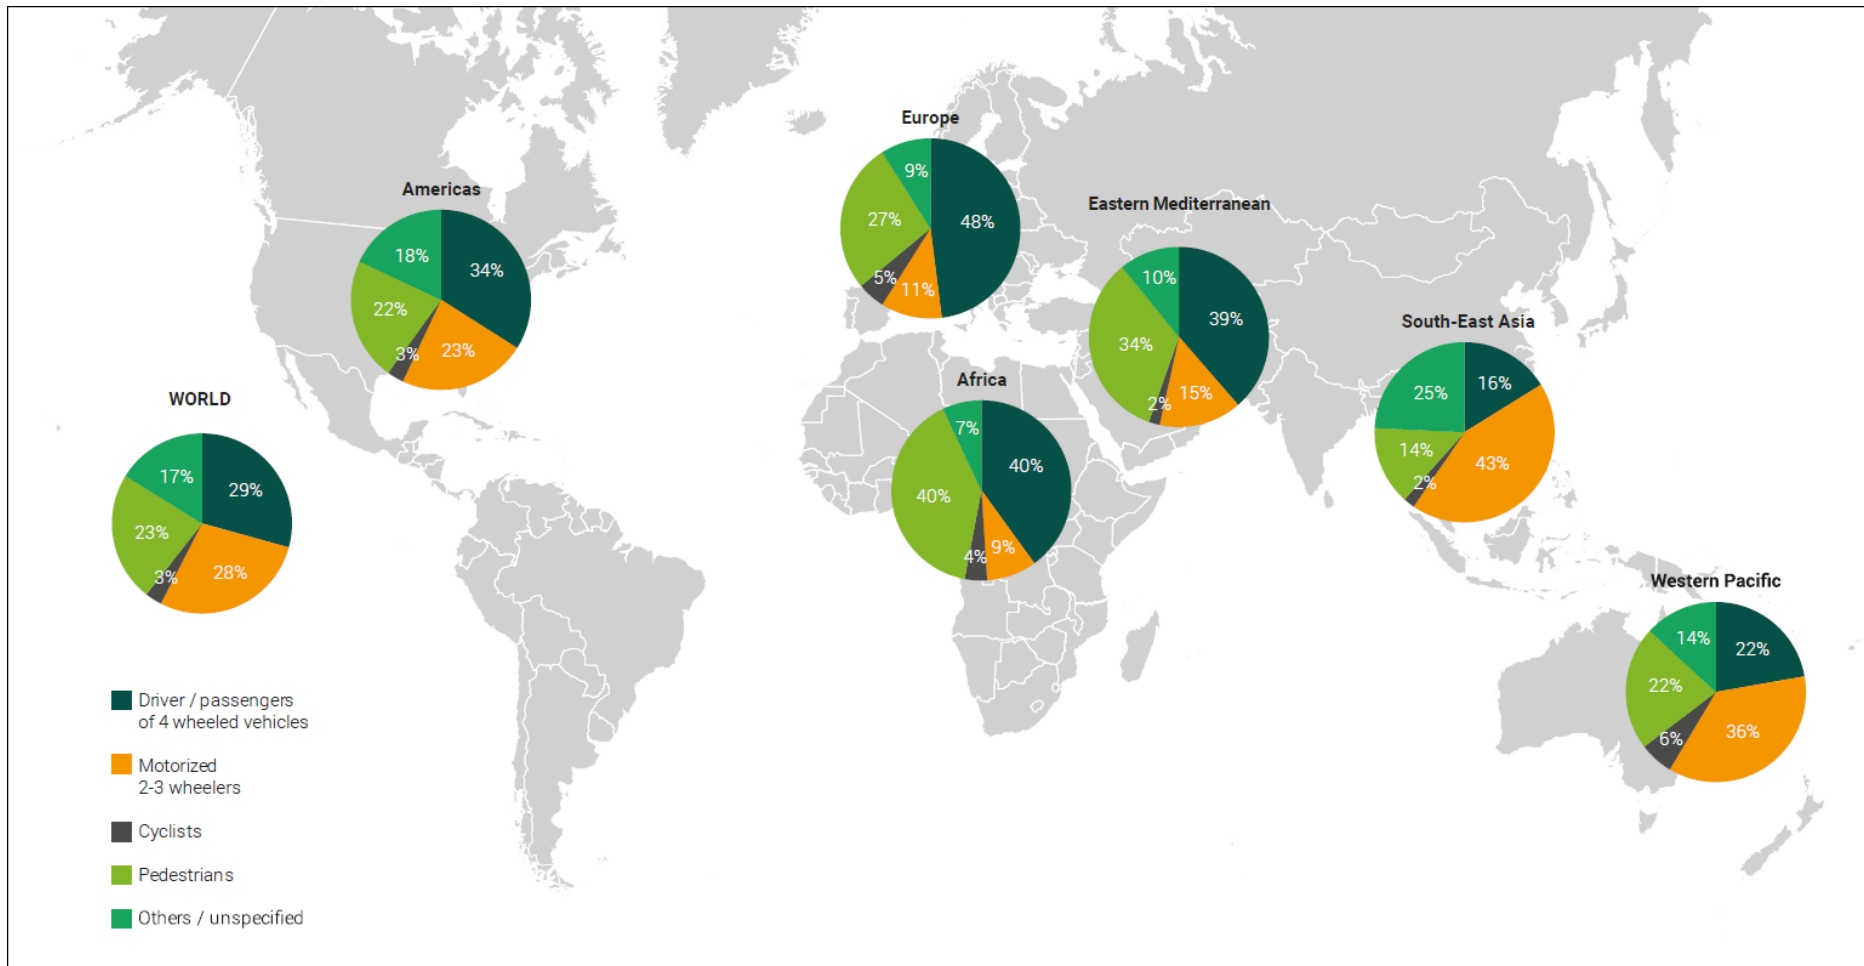 Europe
9%
48%
27%
5%
11%
Americas
18%
34%
22%
3%
23%
Eastern Mediterranean
10%
39%
34%
2%
15%
South-East Asia
16%
25%
14%
2%
43%
Africa
7%
40%
40%
4%
9%
WORLD
17%
29%
23%
3%
28%
Western Pacific
14%
22%
22%
6%
36%
Driver / passengers
of 4 wheeled vehicles
Motorized
2-3 wheelers
Cyclists
Pedestrians
Others / unspecified